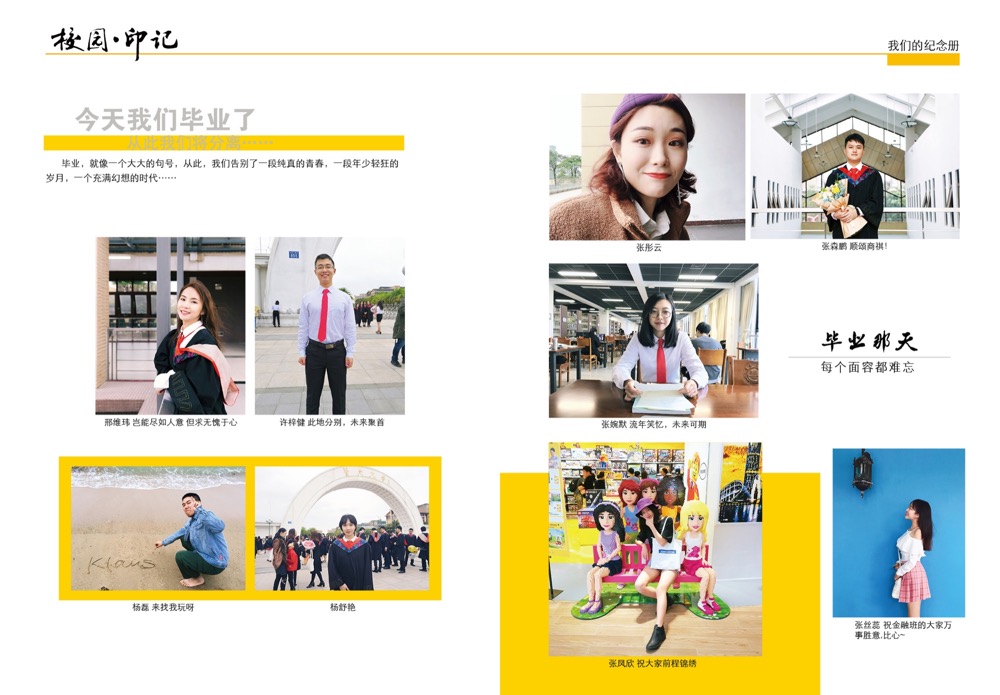 校园·印记
我们的纪念册
今天我们毕业了
从此我们将分离……
毕业，就像一个大大的句号，从此，我们告别了一段纯真的青春，一段年少轻狂的
岁月，一个充满幻想的时代……
邢维玮 岂能尽如人意 但求无愧于心
许梓健 此地分别，未来聚首
Klaus
杨磊 来找我玩呀
杨舒艳
张彤云
张森鹏 顺颂商祺！
张婉默 流年笑忆，未来可期
毕业那天
每个面容都难忘
张凤欣 祝大家前程锦绣
张丝蕊 祝金融班的大家万
事胜意,比心~